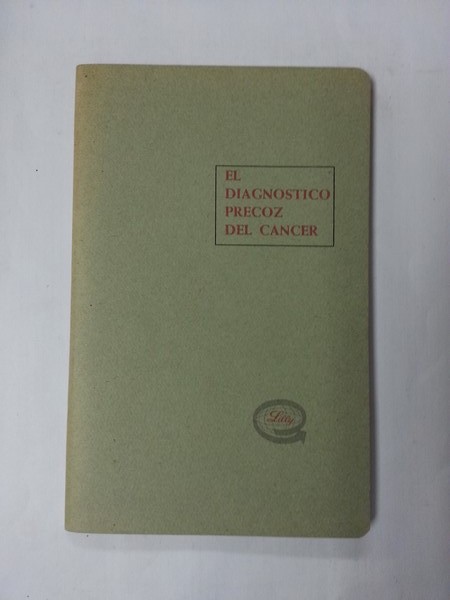 EL
DIAGNOSTICO
PRECOZ
DEL CANCER
Lilly